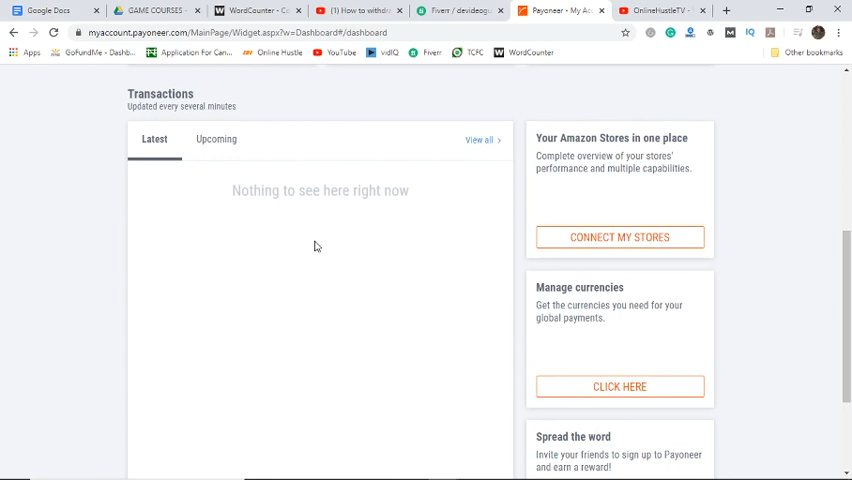 Google Docs
GAME COURSES -
WordCounter - Co
(1) How to withd
Fiverr / devideog
Payoneer - My Ac
OnlineHustleTV -
myaccount.payoneer.com/MainPage/Widget.aspx?w=Dashboard#/dashboard
Apps
GoFundMe - Dashb...
Application For Can...
Online Hustle
YouTube
vidIQ
Fiverr
TCFC
WordCounter
Other bookmarks
Transactions
Updated every several minutes
Latest
Upcoming
View all >
Nothing to see here right now
Your Amazon Stores in one place
Complete overview of your stores'
performance and multiple capabilities.
CONNECT MY STORES
Manage currencies
Get the currencies you need for your
global payments.
CLICK HERE
Spread the word
Invite your friends to sign up to Payoneer
and earn a reward!